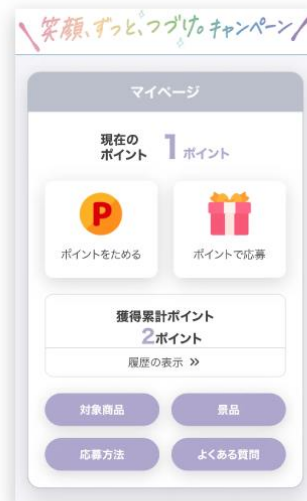 笑顔、ずっと、つづけ。キャンペーン
マイページ
現在の
ポイント 1 ポイント
P
ポイントをためる
ポイントで応募
獲得累計ポイント
2ポイント
履歴の表示 »
対象商品
景品
応募方法
よくある質問